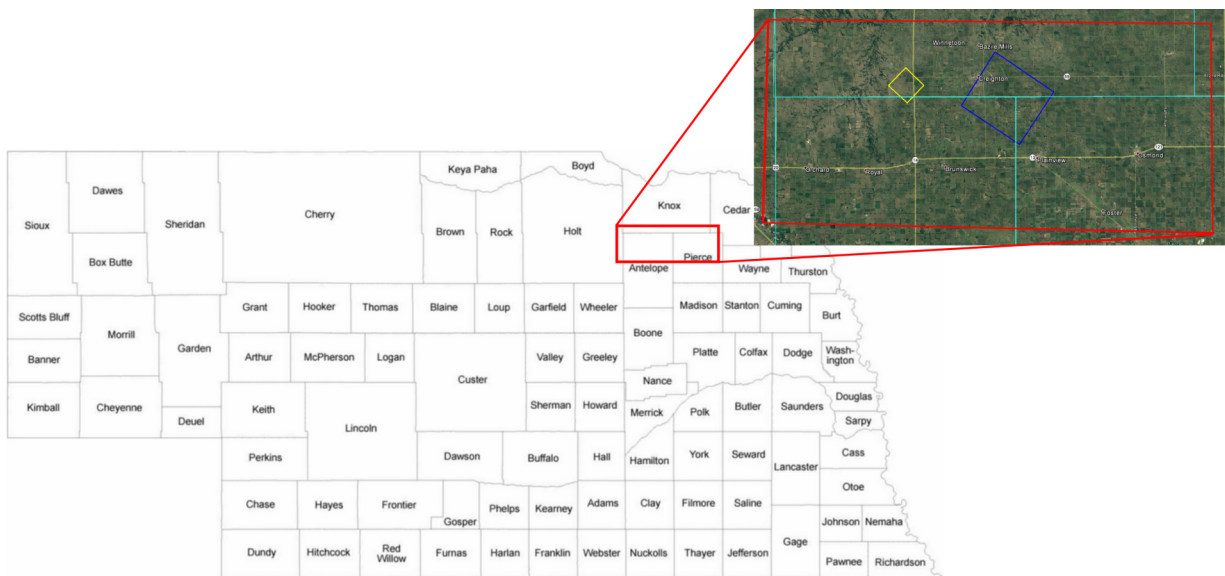 Winnetoon
Bazile Mills
Creighton
59
Orchard
Royal
14
Brunswick
13
Plainview
Osmond
121
Foster
20
Keya Paha
Boyd
Knox
Cedar
Dawes
Sioux
Sheridan
Cherry
Brown
Rock
Holt
Box Butte
Antelope
Pierce
Wayne
Thurston
Grant
Hooker
Thomas
Blaine
Loup
Garfield
Wheeler
Madison
Stanton
Cuming
Burt
Scotts Bluff
Morrill
Garden
Boone
Banner
Arthur
McPherson
Logan
Custer
Valley
Greeley
Platte
Colfax
Dodge
Wash-
ington
Nance
Kimball
Cheyenne
Deuel
Keith
Lincoln
Sherman
Howard
Merrick
Polk
Butler
Saunders
Douglas
Sarpy
Perkins
Dawson
Buffalo
Hall
Hamilton
York
Seward
Lancaster
Cass
Otoe
Chase
Hayes
Frontier
Gosper
Phelps
Kearney
Adams
Clay
Filmore
Saline
Gage
Johnson
Nemaha
Dundy
Hitchcock
Red
Willow
Furnas
Harlan
Franklin
Webster
Nuckolls
Thayer
Jefferson
Pawnee
Richardson